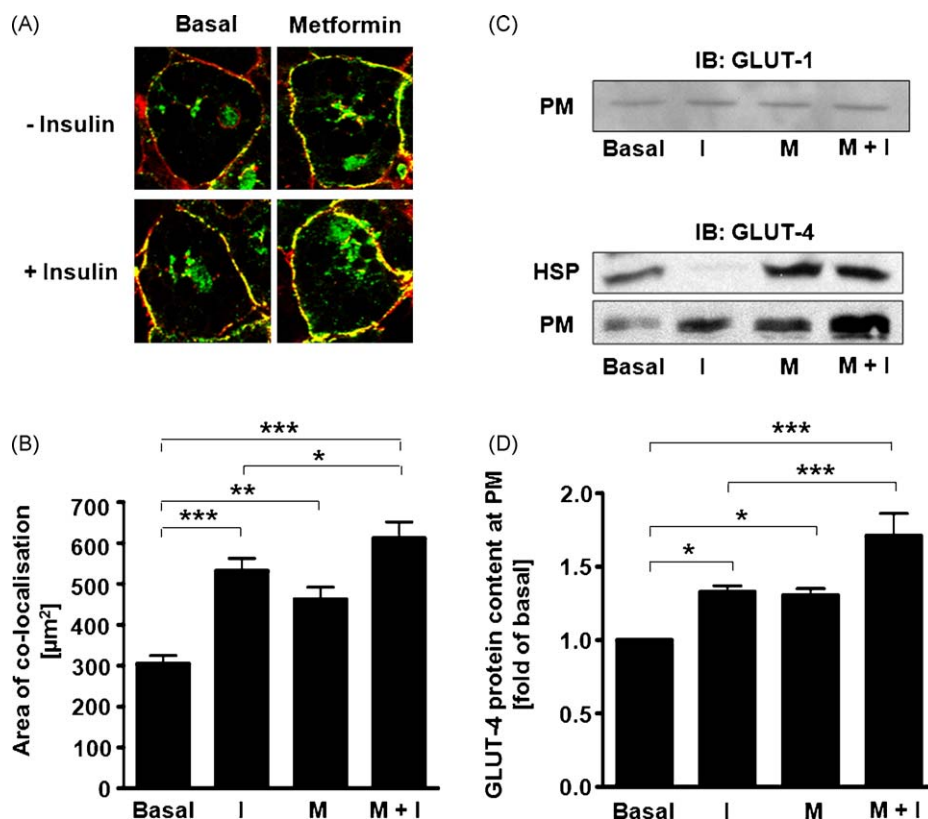 (A)
Basal Metformin
- Insulin
+ Insulin
(B)
***
*
**
***
Area of co-localisation
[µm²]
700
600
500
400
300
200
100
0
Basal I M M + I
(C)
IB: GLUT-1
PM
Basal I M M + I
IB: GLUT-4
HSP
PM
Basal I M M + I
(D)
***
***
*
*
GLUT-4 protein content at PM
[fold of basal]
2.0
1.5
1.0
0.5
0.0
Basal I M M + I